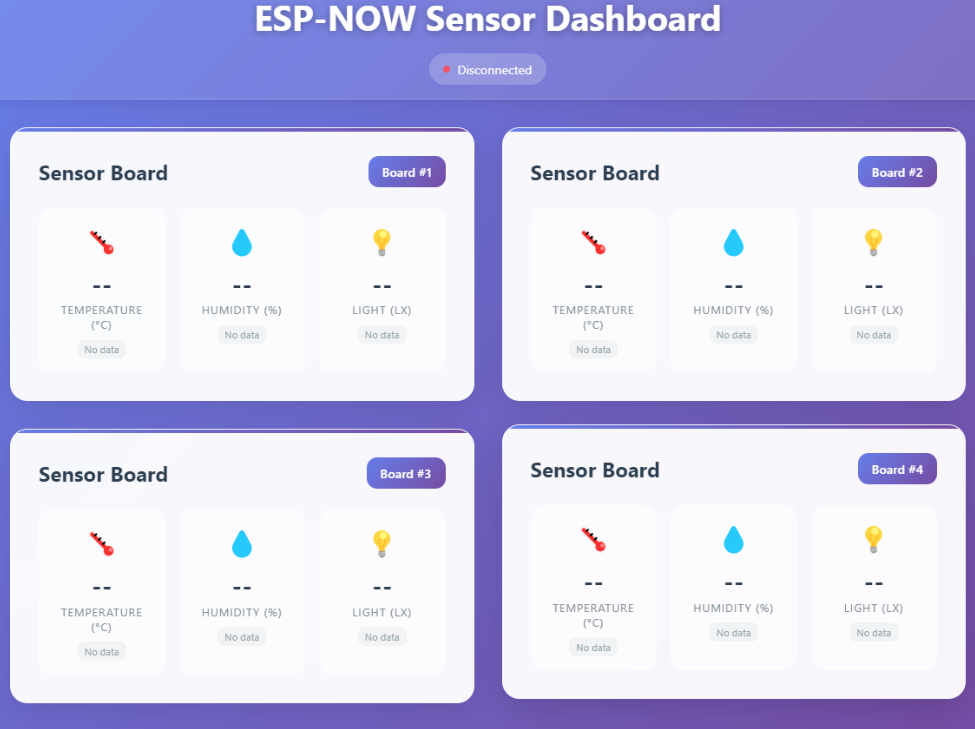 ESP-NOW Sensor Dashboard
Disconnected
Sensor Board
Board #1
--
TEMPERATURE
(°C)
No data
--
HUMIDITY (%)
No data
--
LIGHT (LX)
No data
Sensor Board
Board #2
--
TEMPERATURE
(°C)
No data
--
HUMIDITY (%)
No data
--
LIGHT (LX)
No data
Sensor Board
Board #3
--
TEMPERATURE
(°C)
No data
--
HUMIDITY (%)
No data
--
LIGHT (LX)
No data
Sensor Board
Board #4
--
TEMPERATURE
(°C)
No data
--
HUMIDITY (%)
No data
--
LIGHT (LX)
No data